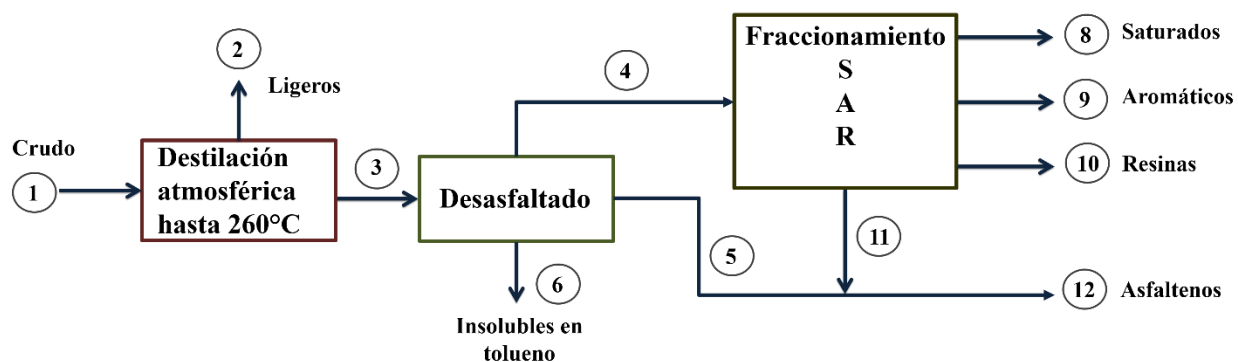 2
Ligeros
Crudo
1
Destilación
atmosférica
hasta 260°C
3
4
Desasfaltado
6
Insolubles en
tolueno
5
Fraccionamiento
S
A
R
11
8 Saturados
9 Aromáticos
10 Resinas
12 Asfaltenos